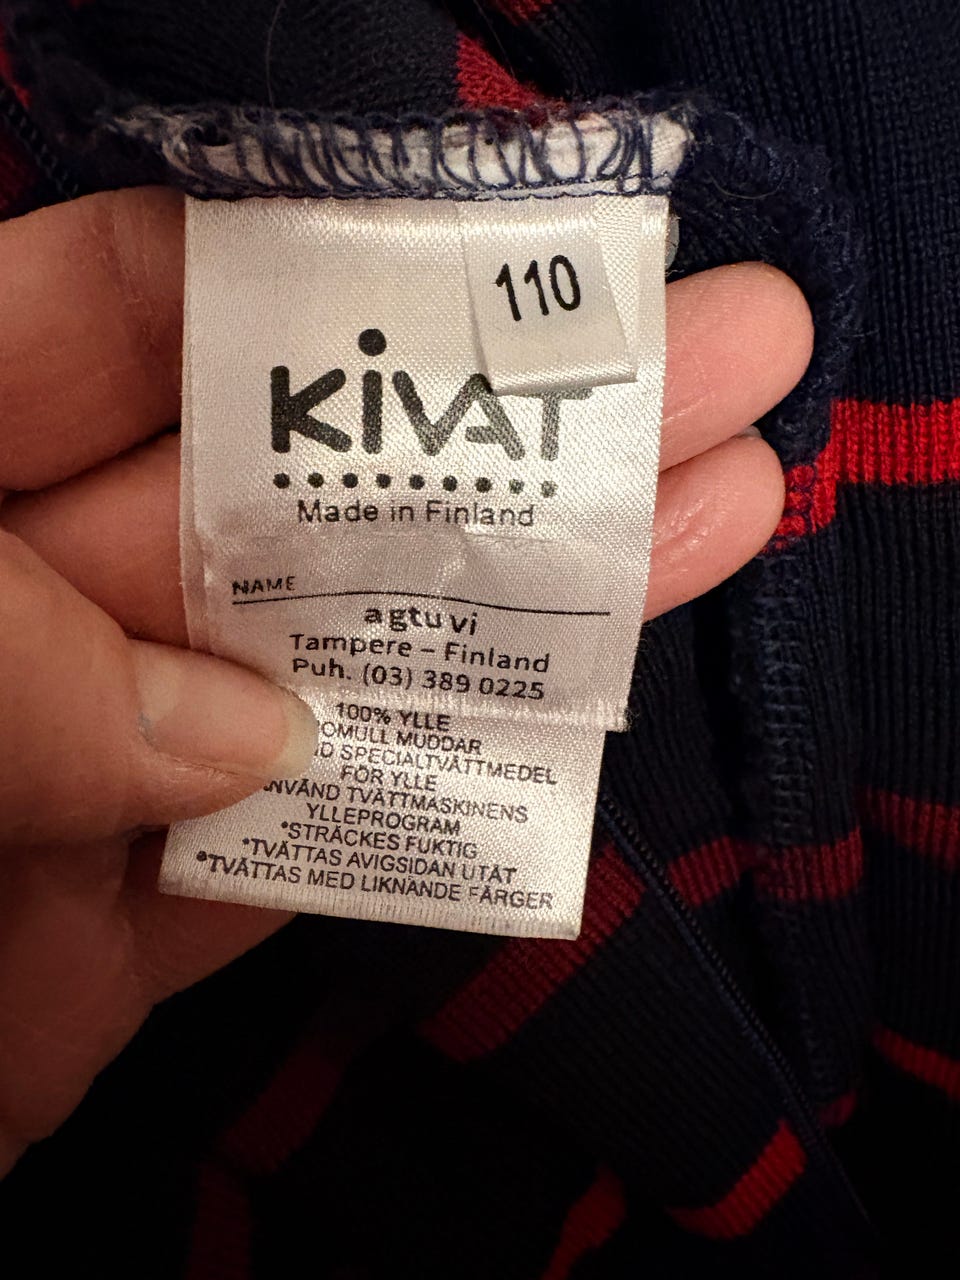 110
KiVAT
Made in Finland
NAME
agtuvi
Tampere – Finland
Puh. (03) 389 0225
100% YLLE
MUDDAR
SPECIALTVÄTTMEDEL
FÖR YLLE
TVÄTTMASKINENS
YLLEPROGRAM
*STRÄCKES FUKTIG
*TVÄTTAS AVIGSIDAN UTÅT
*TVÄTTAS MED LIKNANDE FÄRGER